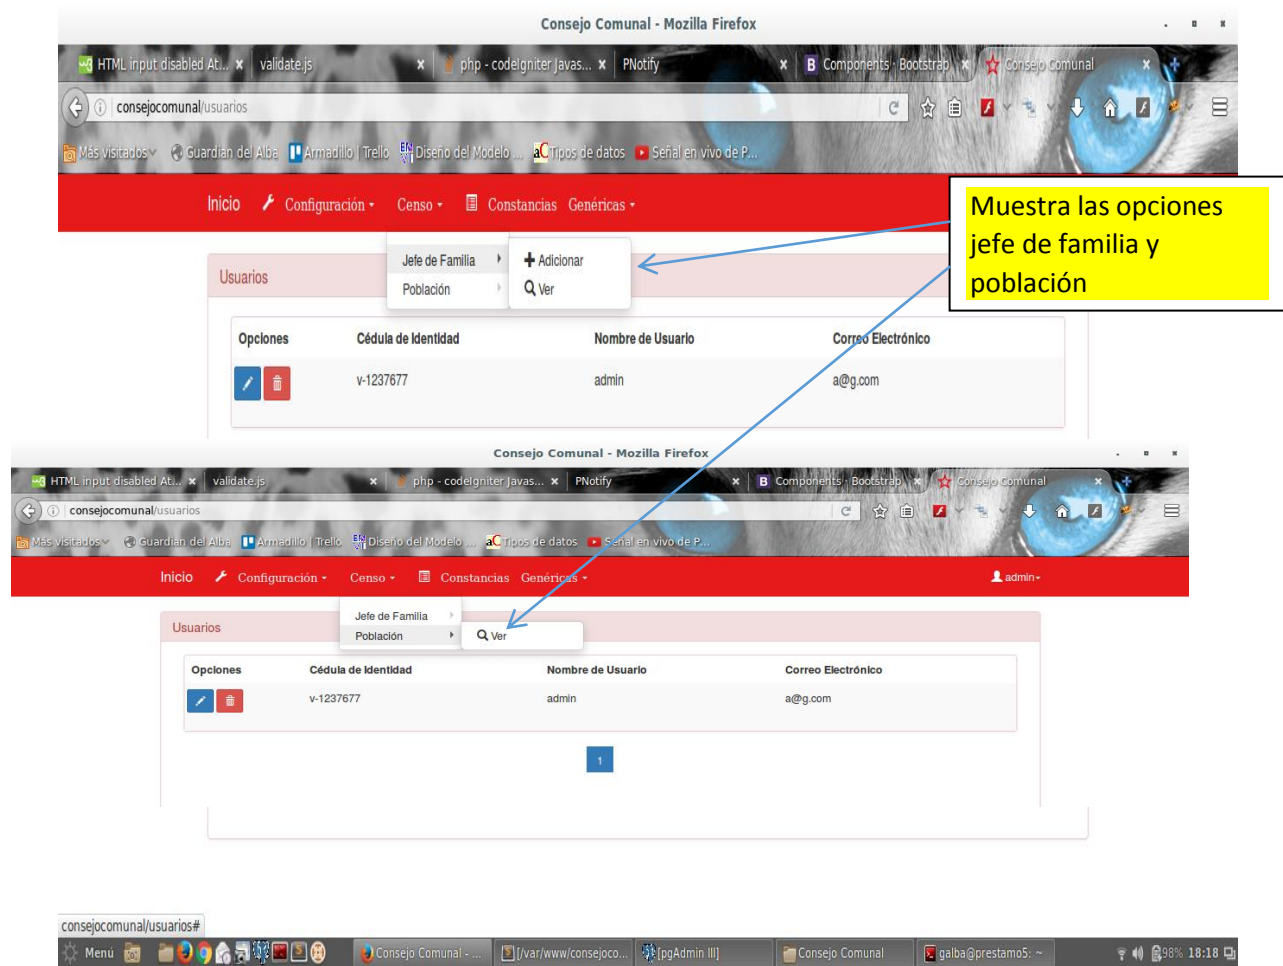 Consejo Comunal - Mozilla Firefox
HTML input disabled At... validate.js php - codeIgniter Javas... PNotify B Components · Bootstrap Consejo Comunal
consejocomunal/usuarios
Más visitados Guardian del Alba Armadillo | Trello Diseño del Modelo ... aC Tipos de datos Señal en vivo de P...
Inicio Configuración Censo Constancias Genéricas
Muestra las opciones
jefe de familia y
población
Jefe de Familia Adicionar
Población Ver
Usuarios
Opciones Cédula de Identidad Nombre de Usuario Correo Electrónico
v-1237677 admin a@g.com
Consejo Comunal - Mozilla Firefox
HTML input disabled At... validate.js php - codeIgniter Javas... PNotify B Components · Bootstrap Consejo Comunal
consejocomunal/usuarios
Más visitados Guardian del Alba Armadillo | Trello Diseño del Modelo ... aC Tipos de datos Señal en vivo de P...
Inicio Configuración Censo Constancias Genéricas admin
Jefe de Familia
Población Ver
Usuarios
Opciones Cédula de Identidad Nombre de Usuario Correo Electrónico
v-1237677 admin a@g.com
1
consejocomunal/usuarios#
Menú Consejo Comunal - ... [/var/www/consejoco... [pgAdmin III] Consejo Comunal galba@prestamo5: ~ 98% 18:18